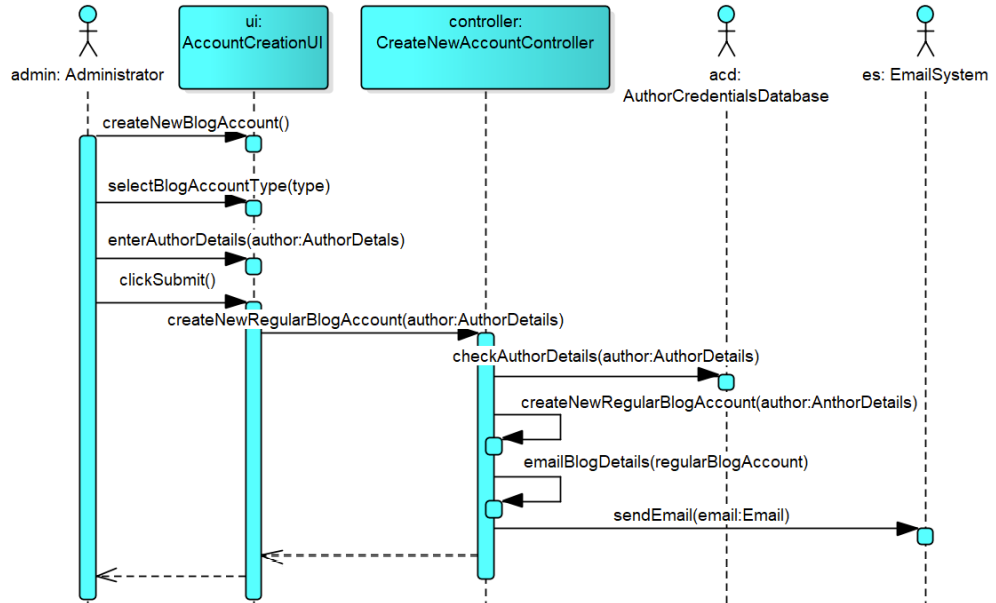 ui:
AccountCreationUI
controller:
CreateNewAccountController
admin: Administrator
acd:
AuthorCredentialsDatabase
es: EmailSystem
createNewBlogAccount()
selectBlogAccountType(type)
enterAuthorDetails(author:AuthorDetals)
clickSubmit()
createNewRegularBlogAccount(author:AuthorDetails)
checkAuthorDetails(author:AuthorDetails)
createNewRegularBlogAccount(author:AnthorDetails)
emailBlogDetails(regularBlogAccount)
sendEmail(email:Email)